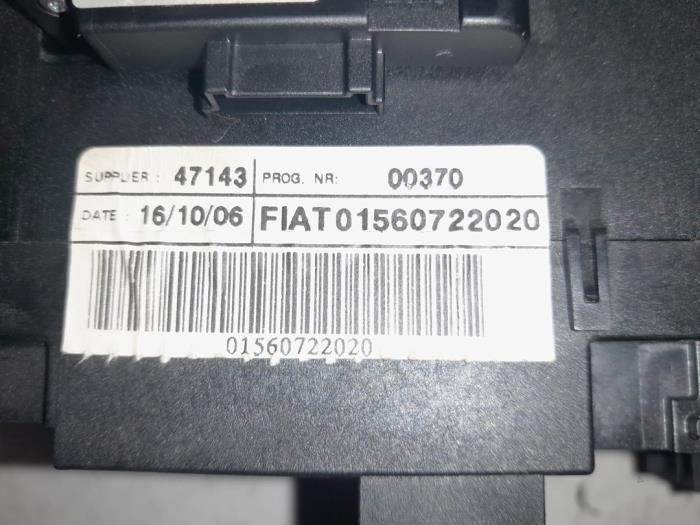 SUPPLIER : 47143 PROG. NR: 00370
DATE : 16/10/06 FIAT 01560722020
01560722020